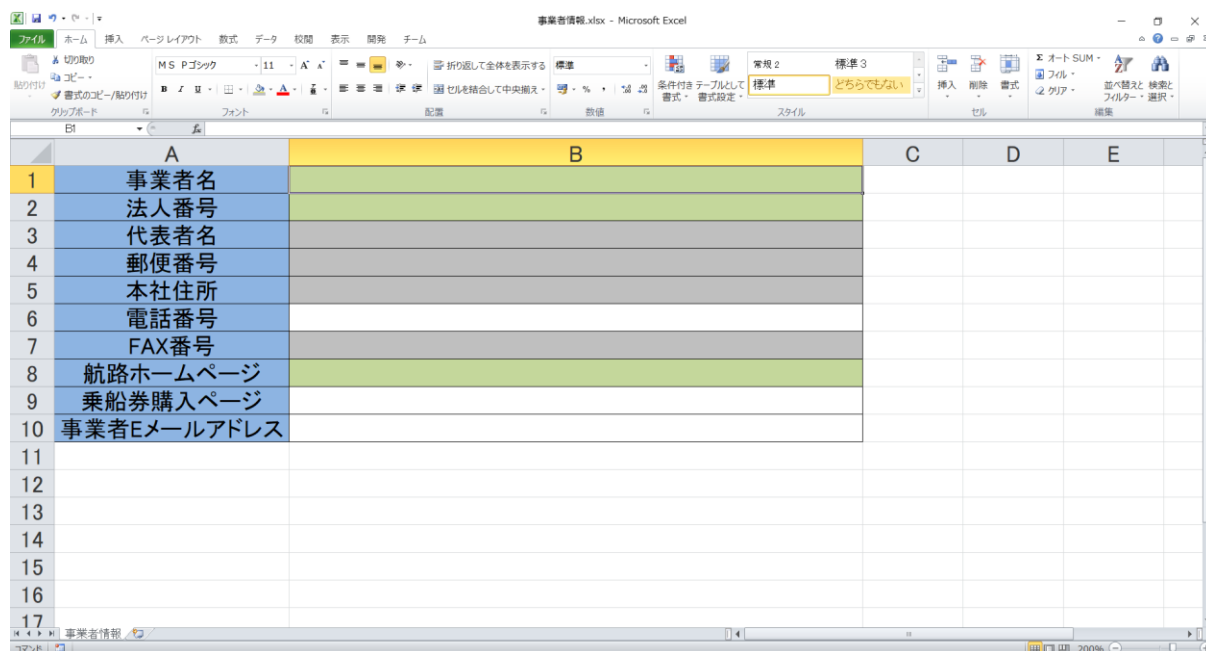 事業者情報.xlsx - Microsoft Excel
ファイル ホーム 挿入 ページ レイアウト 数式 データ 校閲 表示 開発 チーム
貼り付け
切り取り
コピー
書式のコピー/貼り付け
クリップボード
MS Pゴシック 11
B I U
フォント
折り返して全体を表示する
セルを結合して中央揃え
配置
標準
数値
条件付き書式
テーブルとして書式設定
常規 2 標準 3
標準 どちらでもない
スタイル
挿入 削除 書式
セル
Σ オート SUM
フィル
クリア
並べ替えと フィルター
検索と 選択
編集
B1 fx
A B C D E
1 事業者名
2 法人番号
3 代表者名
4 郵便番号
5 本社住所
6 電話番号
7 FAX番号
8 航路ホームページ
9 乗船券購入ページ
10 事業者Eメールアドレス
11
12
13
14
15
16
17
事業者情報
コマンド 200%